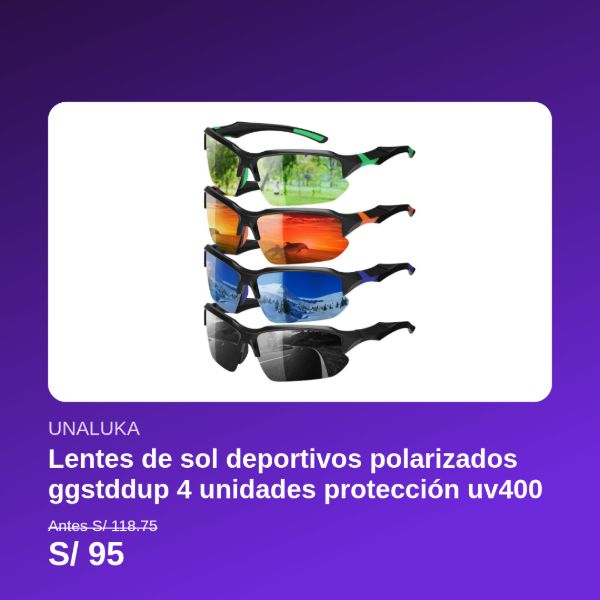 UNALUKA
Lentes de sol deportivos polarizados
ggstddup 4 unidades protección uv400
Antes S/ 118.75
S/ 95